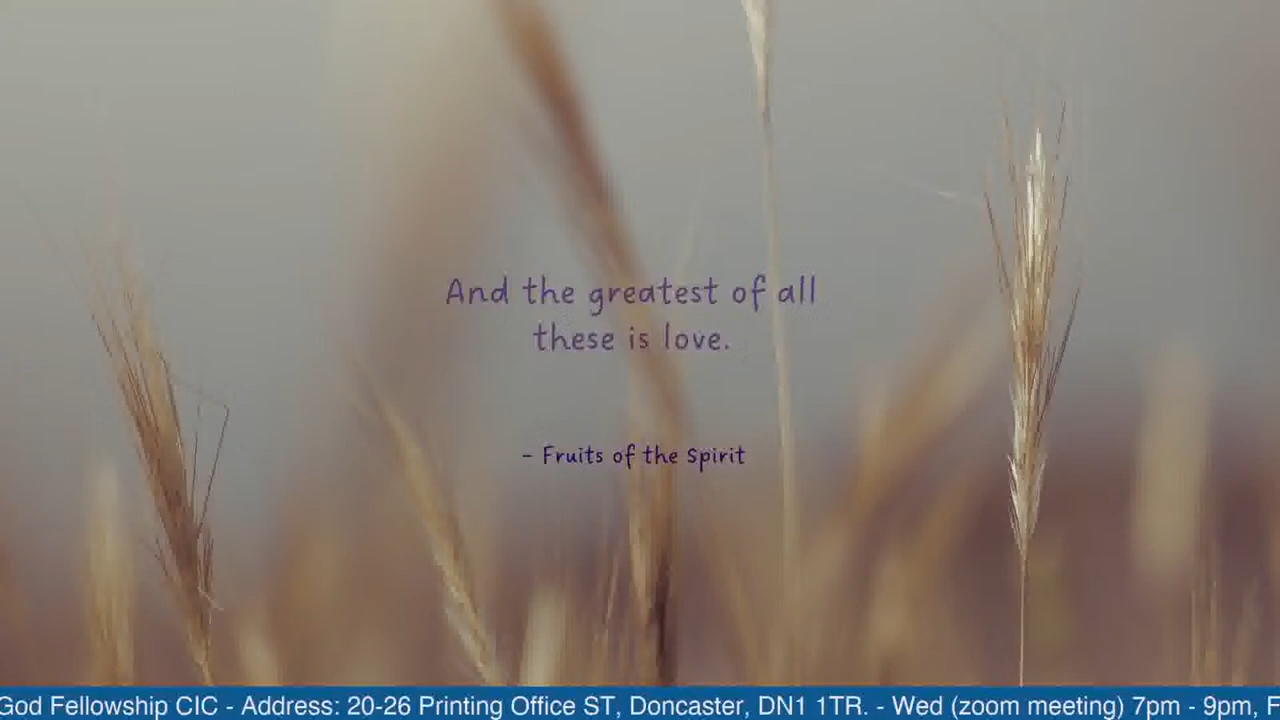 And the greatest of all
these is love.
- Fruits of the Spirit
God Fellowship CIC - Address: 20-26 Printing Office ST, Doncaster, DN1 1TR. - Wed (zoom meeting) 7pm - 9pm, F